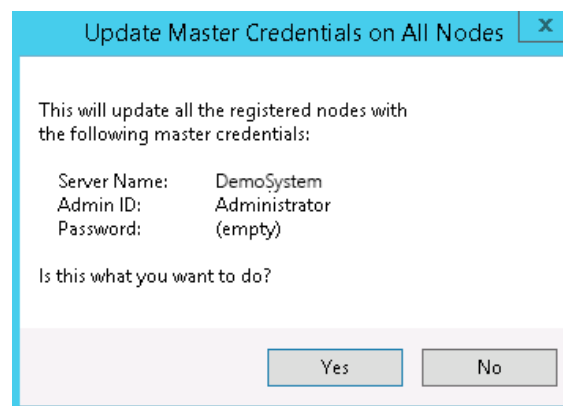 Update Master Credentials on All Nodes
x
This will update all the registered nodes with
the following master credentials:
Server Name: DemoSystem
Admin ID: Administrator
Password: (empty)
Is this what you want to do?
Yes No